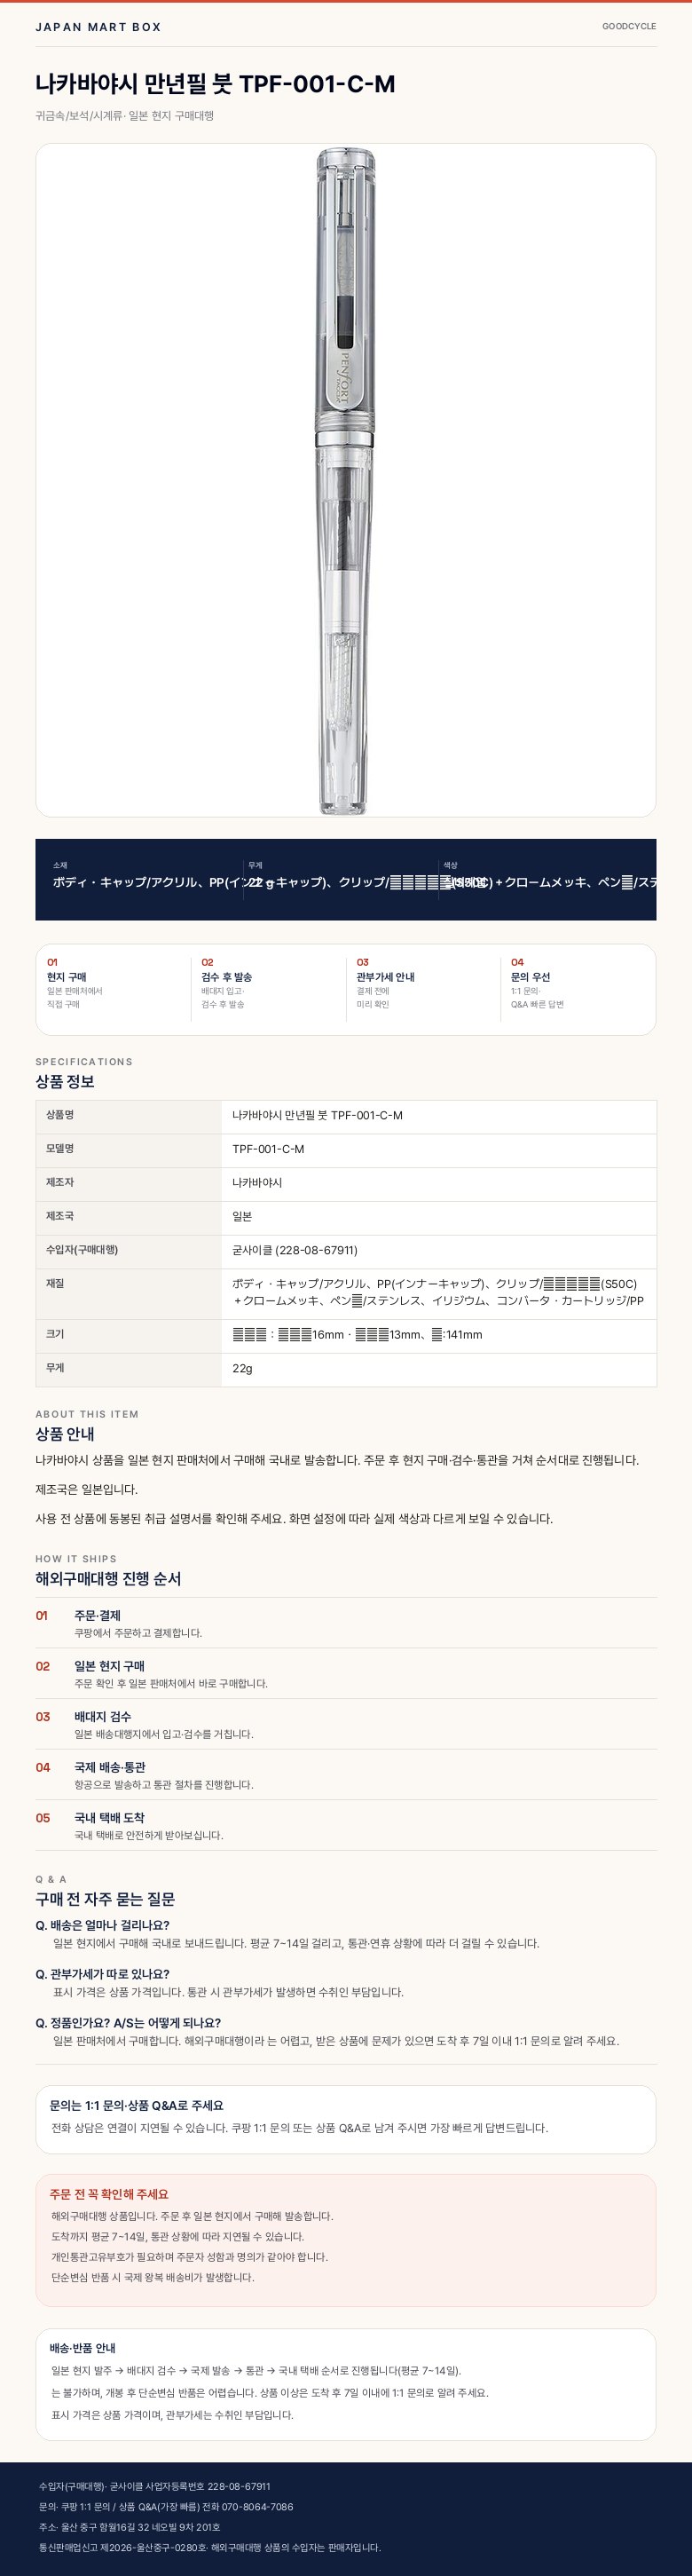 JAPAN MART BOX
GOODCYCLE
나카바야시 만년필 붓 TPF-001-C-M
귀금속/보석/시계류· 일본 현지 구매대행
PENFORT
소재
무게
색상
ボディ・キャップ/アクリル、PP(インナーキャップ)、クリップ/
22 g
(S50C)+クロームメッキ、ペン
/ステ
01
현지 구매
일본 판매처에서
직접 구매
02
검수 후 발송
배대지 입고·
검수 후 발송
03
관부가세 안내
결제 전에
미리 확인
04
문의 우선
1:1 문의·
Q&A 빠른 답변
SPECIFICATIONS
상품 정보
상품명 나카바야시 만년필 붓 TPF-001-C-M
모델명 TPF-001-C-M
제조자 나카바야시
제조국 일본
수입자(구매대행) 굳사이클 (228-08-67911)
재질 ボディ・キャップ/アクリル、PP(インナーキャップ)、クリップ/ (S50C)
+クロームメッキ、ペン /ステンレス、イリジウム、コンバータ・カートリッジ/PP
크기 : 16mm · 13mm、 :141mm
무게 22g
ABOUT THIS ITEM
상품 안내
나카바야시 상품을 일본 현지 판매처에서 구매해 국내로 발송합니다. 주문 후 현지 구매·검수·통관을 거쳐 순서대로 진행됩니다.
제조국은 일본입니다.
사용 전 상품에 동봉된 취급 설명서를 확인해 주세요. 화면 설정에 따라 실제 색상과 다르게 보일 수 있습니다.
HOW IT SHIPS
해외구매대행 진행 순서
01 주문·결제
쿠팡에서 주문하고 결제합니다.
02 일본 현지 구매
주문 확인 후 일본 판매처에서 바로 구매합니다.
03 배대지 검수
일본 배송대행지에서 입고·검수를 거칩니다.
04 국제 배송·통관
항공으로 발송하고 통관 절차를 진행합니다.
05 국내 택배 도착
국내 택배로 안전하게 받아보십니다.
Q & A
구매 전 자주 묻는 질문
Q. 배송은 얼마나 걸리나요?
일본 현지에서 구매해 국내로 보내드립니다. 평균 7~14일 걸리고, 통관·연휴 상황에 따라 더 걸릴 수 있습니다.
Q. 관부가세가 따로 있나요?
표시 가격은 상품 가격입니다. 통관 시 관부가세가 발생하면 수취인 부담입니다.
Q. 정품인가요? A/S는 어떻게 되나요?
일본 판매처에서 구매합니다. 해외구매대행이라 는 어렵고, 받은 상품에 문제가 있으면 도착 후 7일 이내 1:1 문의로 알려 주세요.
문의는 1:1 문의·상품 Q&A로 주세요
전화 상담은 연결이 지연될 수 있습니다. 쿠팡 1:1 문의 또는 상품 Q&A로 남겨 주시면 가장 빠르게 답변드립니다.
주문 전 꼭 확인해 주세요
해외구매대행 상품입니다. 주문 후 일본 현지에서 구매해 발송합니다.
도착까지 평균 7~14일, 통관 상황에 따라 지연될 수 있습니다.
개인통관고유부호가 필요하며 주문자 성함과 명의가 같아야 합니다.
단순변심 반품 시 국제 왕복 배송비가 발생합니다.
배송·반품 안내
일본 현지 발주 → 배대지 검수 → 국제 발송 → 통관 → 국내 택배 순서로 진행됩니다(평균 7~14일).
는 불가하며, 개봉 후 단순변심 반품은 어렵습니다. 상품 이상은 도착 후 7일 이내에 1:1 문의로 알려 주세요.
표시 가격은 상품 가격이며, 관부가세는 수취인 부담입니다.
수입자(구매대행)· 굳사이클 사업자등록번호 228-08-67911
문의· 쿠팡 1:1 문의 / 상품 Q&A(가장 빠름) 전화 070-8064-7086
주소· 울산 중구 함월16길 32 네오빌 9차 201호
통신판매업신고 제2026-울산중구-0280호· 해외구매대행 상품의 수입자는 판매자입니다.